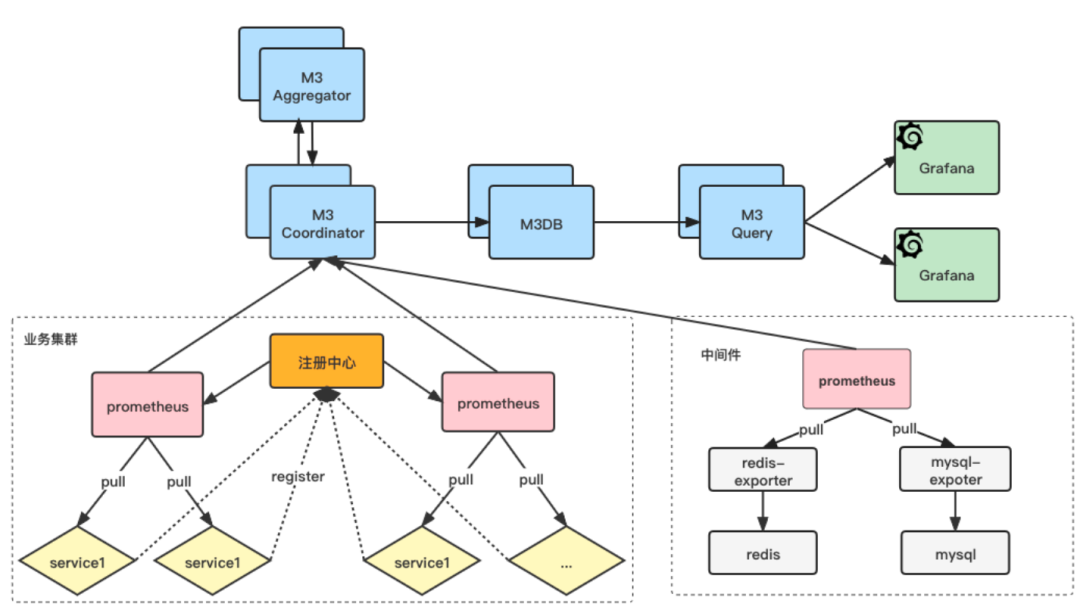 M3
Aggregator
M3
Coordinator
M3DB
M3
Query
Grafana
Grafana
业务集群
注册中心
prometheus
prometheus
pull
pull
register
pull
pull
service1
service1
service1
...
中间件
prometheus
pull
pull
redis-
exporter
mysql-
expoter
redis
mysql